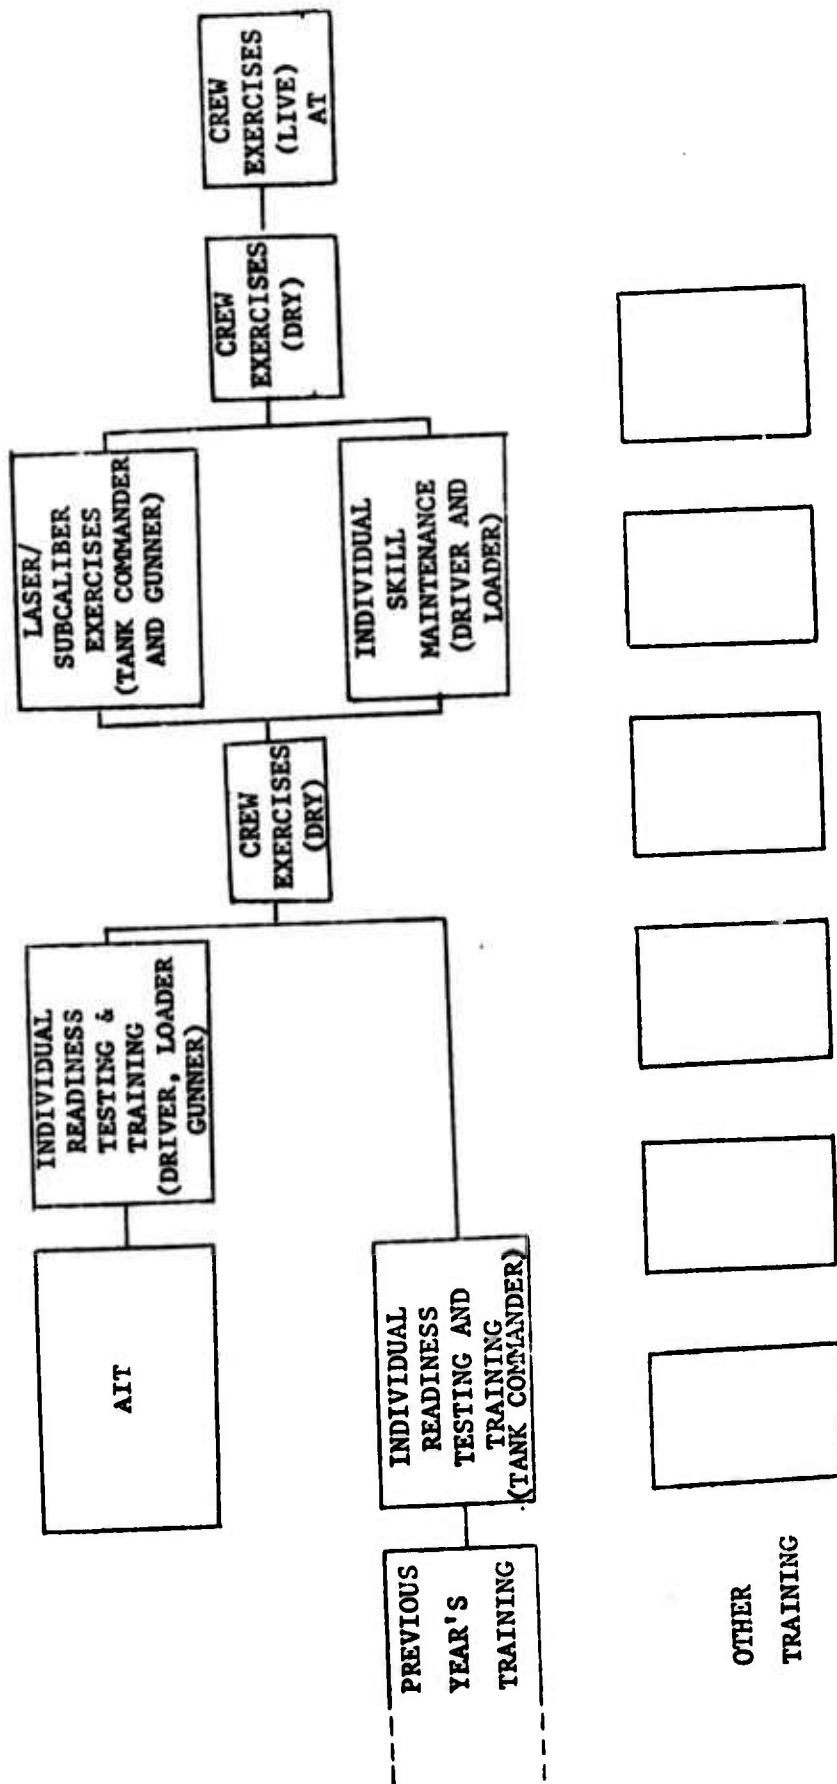 AIT
INDIVIDUAL
READINESS
TESTING &
TRAINING
(DRIVER, LOADER
GUNNER)
PREVIOUS
YEAR'S
TRAINING
INDIVIDUAL
READINESS
TESTING AND
TRAINING
(TANK COMMANDER)
CREW
EXERCISES
(DRY)
LASER/
SUBCALIBER
EXERCISES
(TANK COMMANDER
AND GUNNER)
INDIVIDUAL
SKILL
MAINTENANCE
(DRIVER AND
LOADER)
CREW
EXERCISES
(DRY)
CREW
EXERCISES
(LIVE)
AT
OTHER
TRAINING